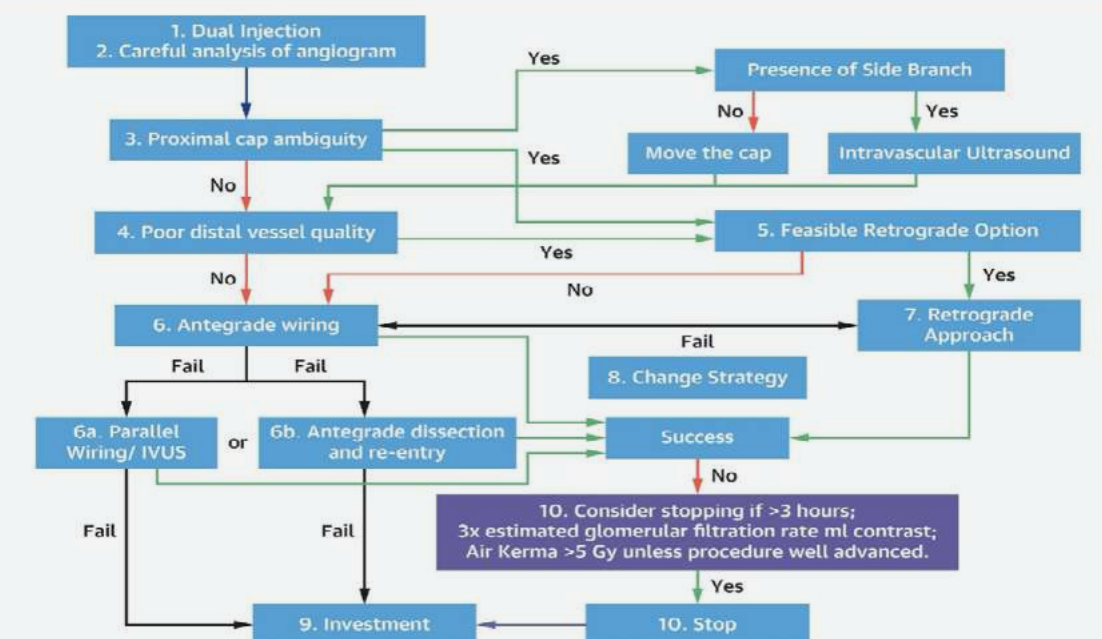 1. Dual Injection
2. Careful analysis of angiogram
Yes
Presence of Side Branch
3. Proximal cap ambiguity
No
Yes
Yes
Move the cap
Intravascular Ultrasound
No
4. Poor distal vessel quality
5. Feasible Retrograde Option
Yes
No
No
Yes
6. Antegrade wiring
7. Retrograde
Approach
Fail
Fail
Fail
8. Change Strategy
6a. Parallel
Wiring/ IVUS
or
6b. Antegrade dissection
and re-entry
Success
No
10. Consider stopping if >3 hours;
3x estimated glomerular filtration rate ml contrast;
Air Kerma >5 Gy unless procedure well advanced.
Fail
Fail
Yes
9. Investment
10. Stop